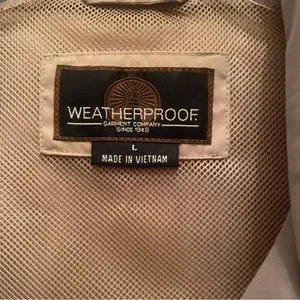 WEATHERPROOF
GARMENT COMPANY
SINCE 1948
L
MADE IN VIETNAM